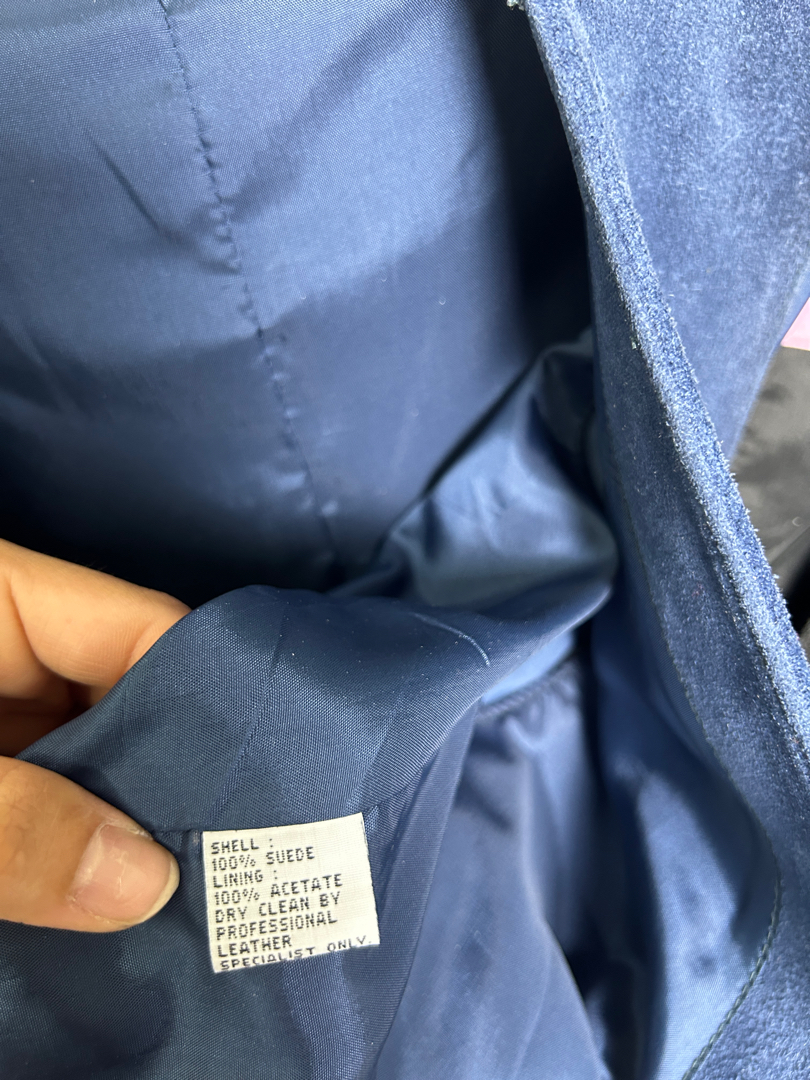 SHELL :
100% SUEDE
LINING :
100% ACETATE
DRY CLEAN BY
PROFESSIONAL
LEATHER
SPECIALIST ONLY.